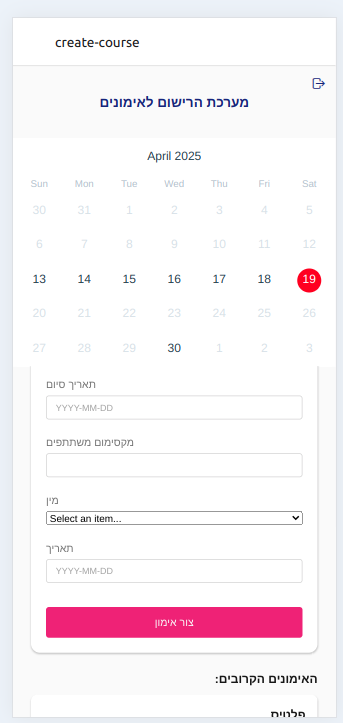 create-course
מערכת הרישום לאימונים
April 2025
Sun Mon Tue Wed Thu Fri Sat
30 31 1 2 3 4 5
6 7 8 9 10 11 12
13 14 15 16 17 18 19
20 21 22 23 24 25 26
27 28 29 30 1 2 3
תאריך סיום
YYYY-MM-DD
מקסימום משתתפים
מין
Select an item...
תאריך
YYYY-MM-DD
צור אימון
האימונים הקרובים:
פלטיס